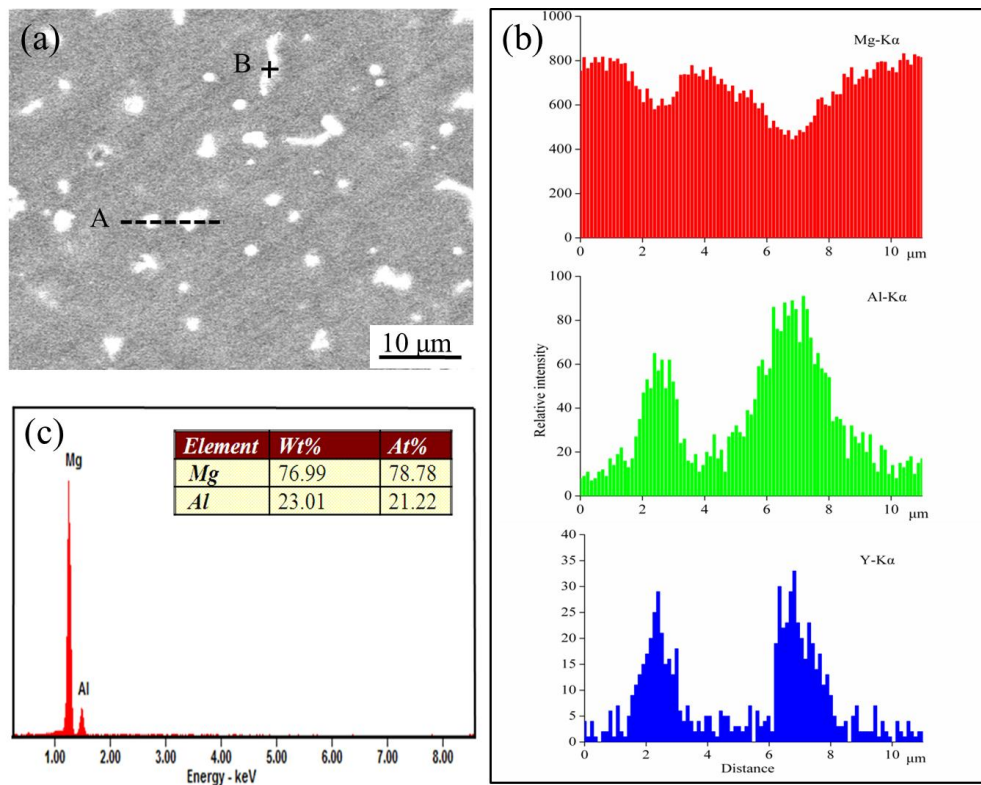 (a)
B
A
10 μm
(b)
Mg-Kα
1000
800
600
400
200
0
0 2 4 6 8 10 μm
Al-Kα
100
80
60
40
20
0
Relative intensity
0 2 4 6 8 10 μm
Y-Kα
40
35
30
25
20
15
10
5
0
0 2 4 6 8 10 μm
Distance
(c)
Mg
Al
Element Wt% At%
Mg 76.99 78.78
Al 23.01 21.22
1.00 2.00 3.00 4.00 5.00 6.00 7.00 8.00
Energy - keV